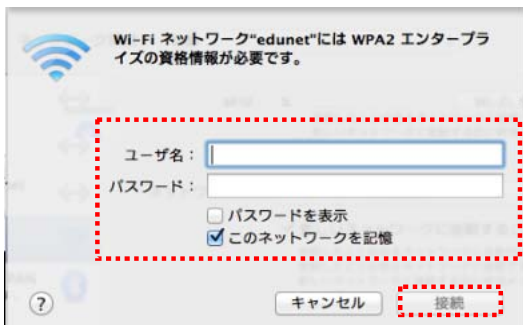 Wi-Fi ネットワーク“edunet”には WPA2 エンタープラ
イズの資格情報が必要です。
ユーザ名：
パスワード：
パスワードを表示
このネットワークを記憶
?
キャンセル
接続